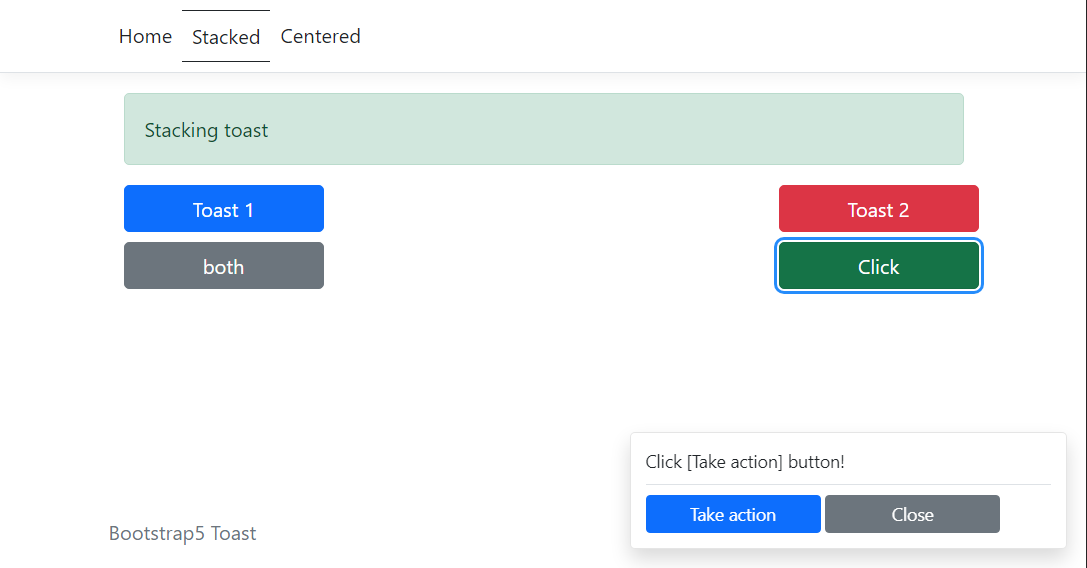 Home Stacked Centered
Stacking toast
Toast 1
Toast 2
both
Click
Click [Take action] button!
Take action
Close
Bootstrap5 Toast